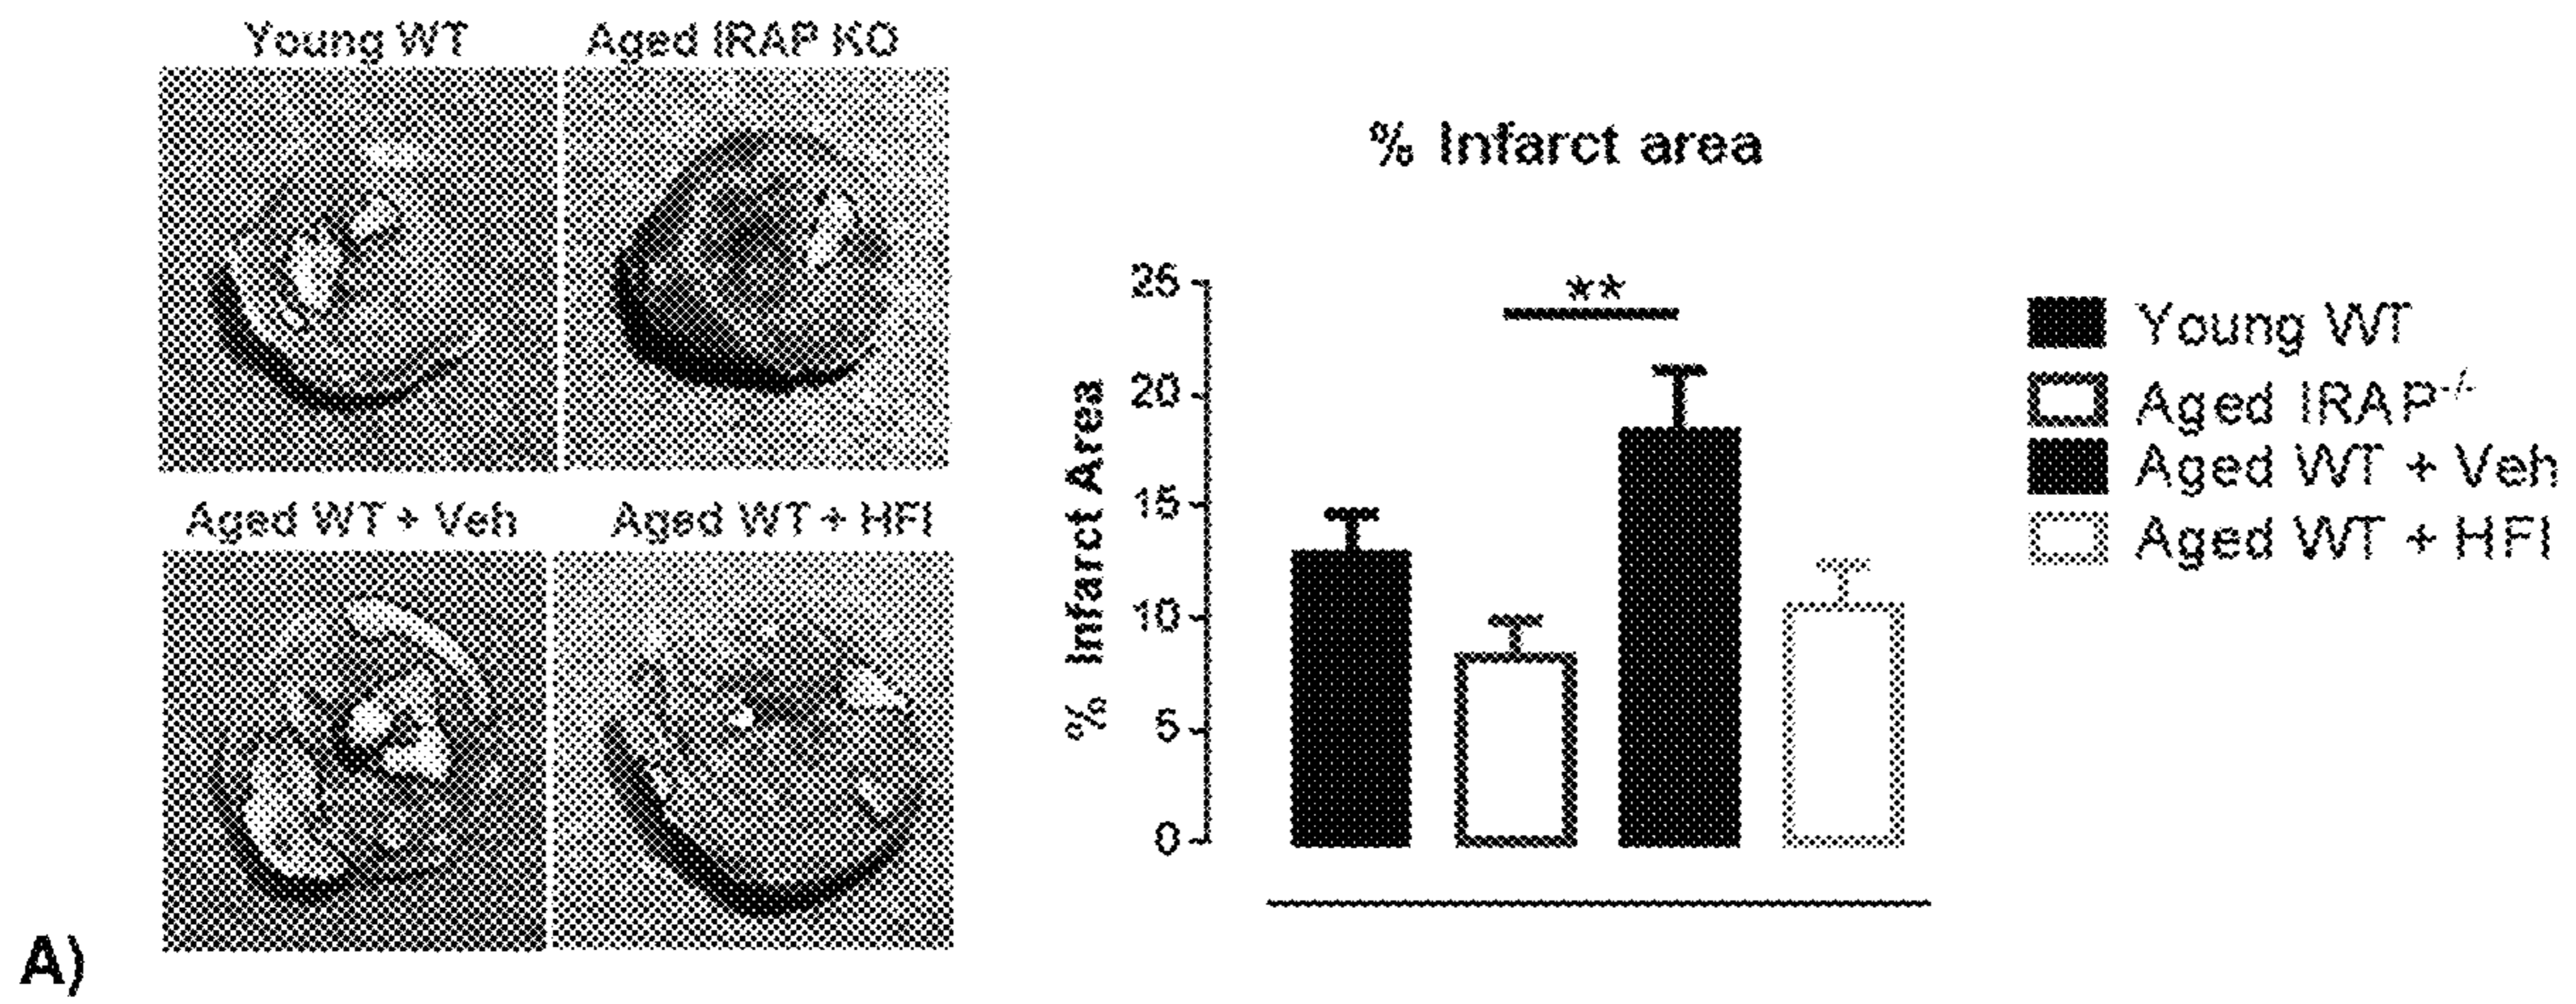 Young WT
Aged IRAP KO
Aged WT + Veh
Aged WT + HFI
A)
% Infarct area
% Infarct Area
25
20
15
10
5
0
**
Young WT
Aged IRAP-/-
Aged WT + Veh
Aged WT + HFI